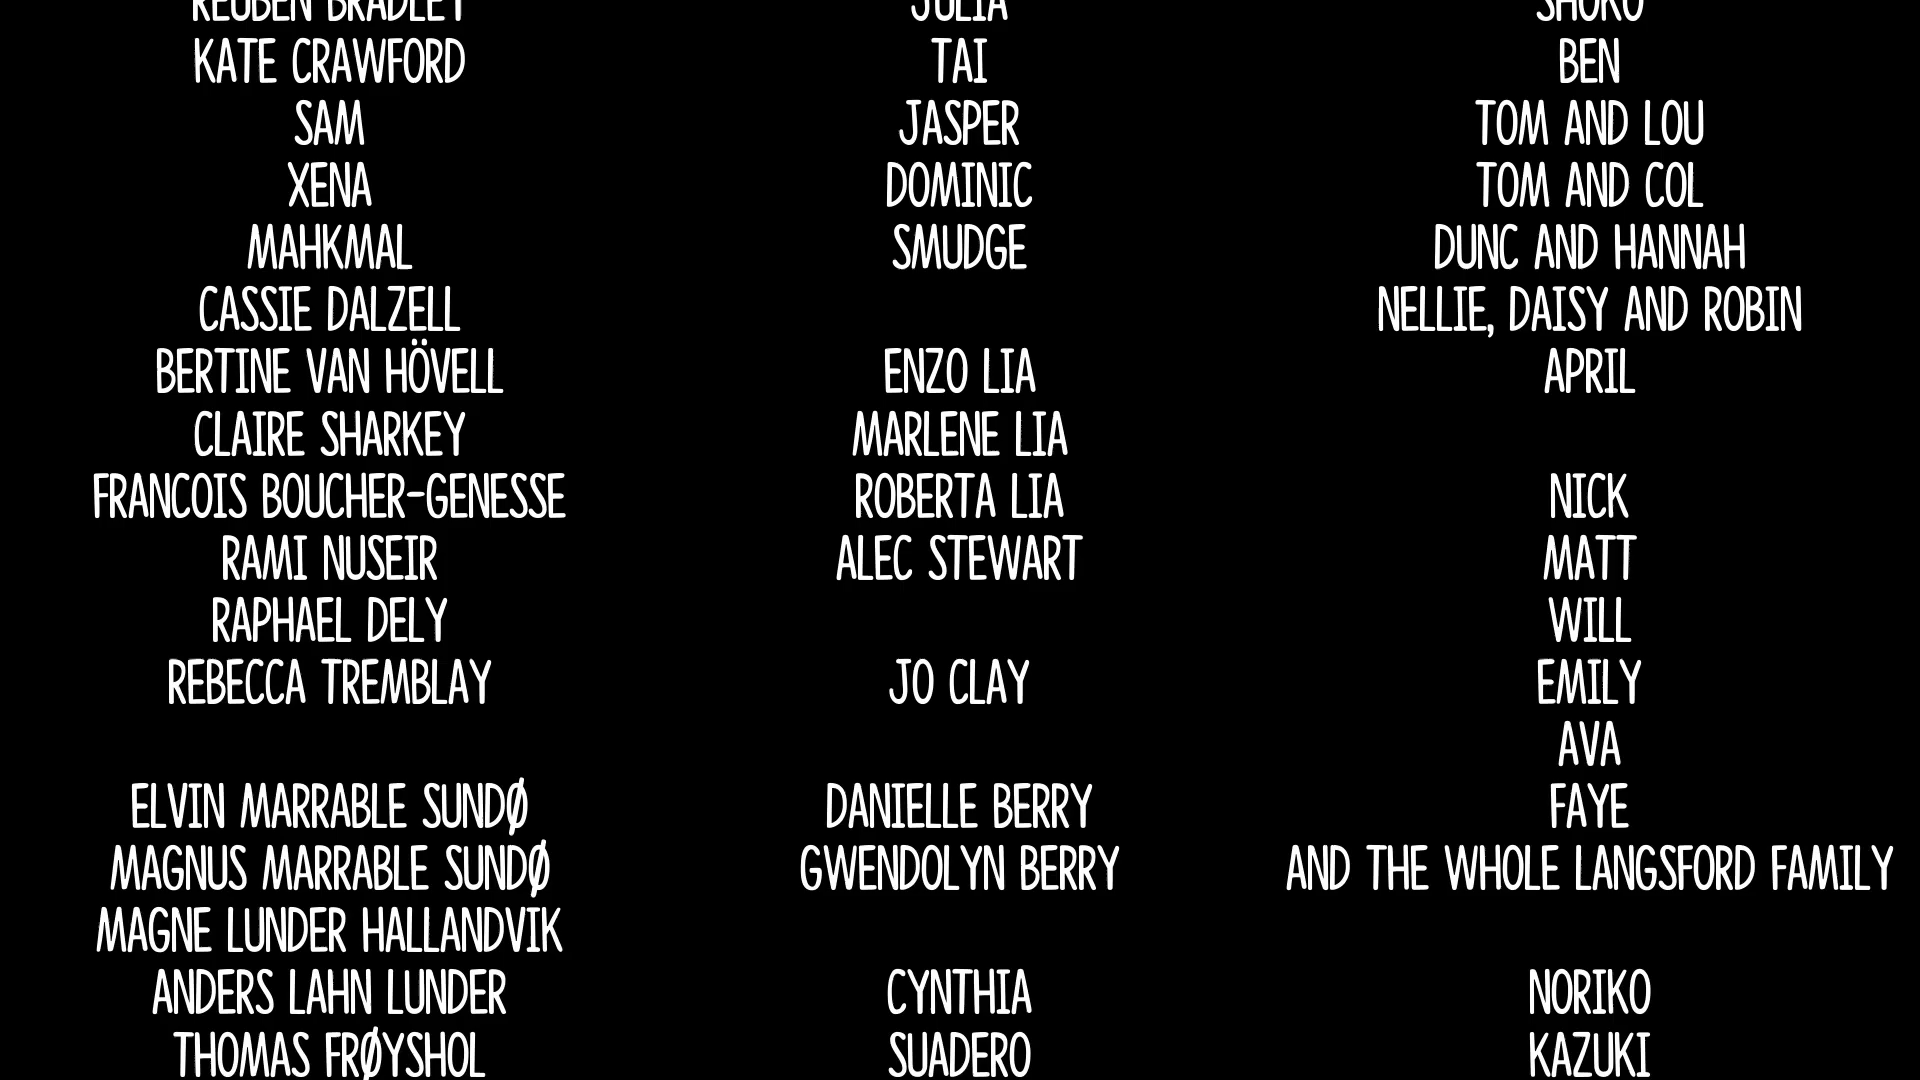 REUBEN BRADLEY
KATE CRAWFORD
SAM
XENA
MAHKMAL
CASSIE DALZELL
BERTINE VAN HÖVELL
CLAIRE SHARKEY
FRANCOIS BOUCHER-GENESSE
RAMI NUSEIR
RAPHAEL DELY
REBECCA TREMBLAY
ELVIN MARRABLE SUNDØ
MAGNUS MARRABLE SUNDØ
MAGNE LUNDER HALLANDVIK
ANDERS LAHN LUNDER
THOMAS FRØYSHOL
JULIA
TAI
JASPER
DOMINIC
SMUDGE
ENZO LIA
MARLENE LIA
ROBERTA LIA
ALEC STEWART
JO CLAY
DANIELLE BERRY
GWENDOLYN BERRY
CYNTHIA
SUADERO
SHOKO
BEN
TOM AND LOU
TOM AND COL
DUNC AND HANNAH
NELLIE, DAISY AND ROBIN
APRIL
NICK
MATT
WILL
EMILY
AVA
FAYE
AND THE WHOLE LANGSFORD FAMILY
NORIKO
KAZUKI